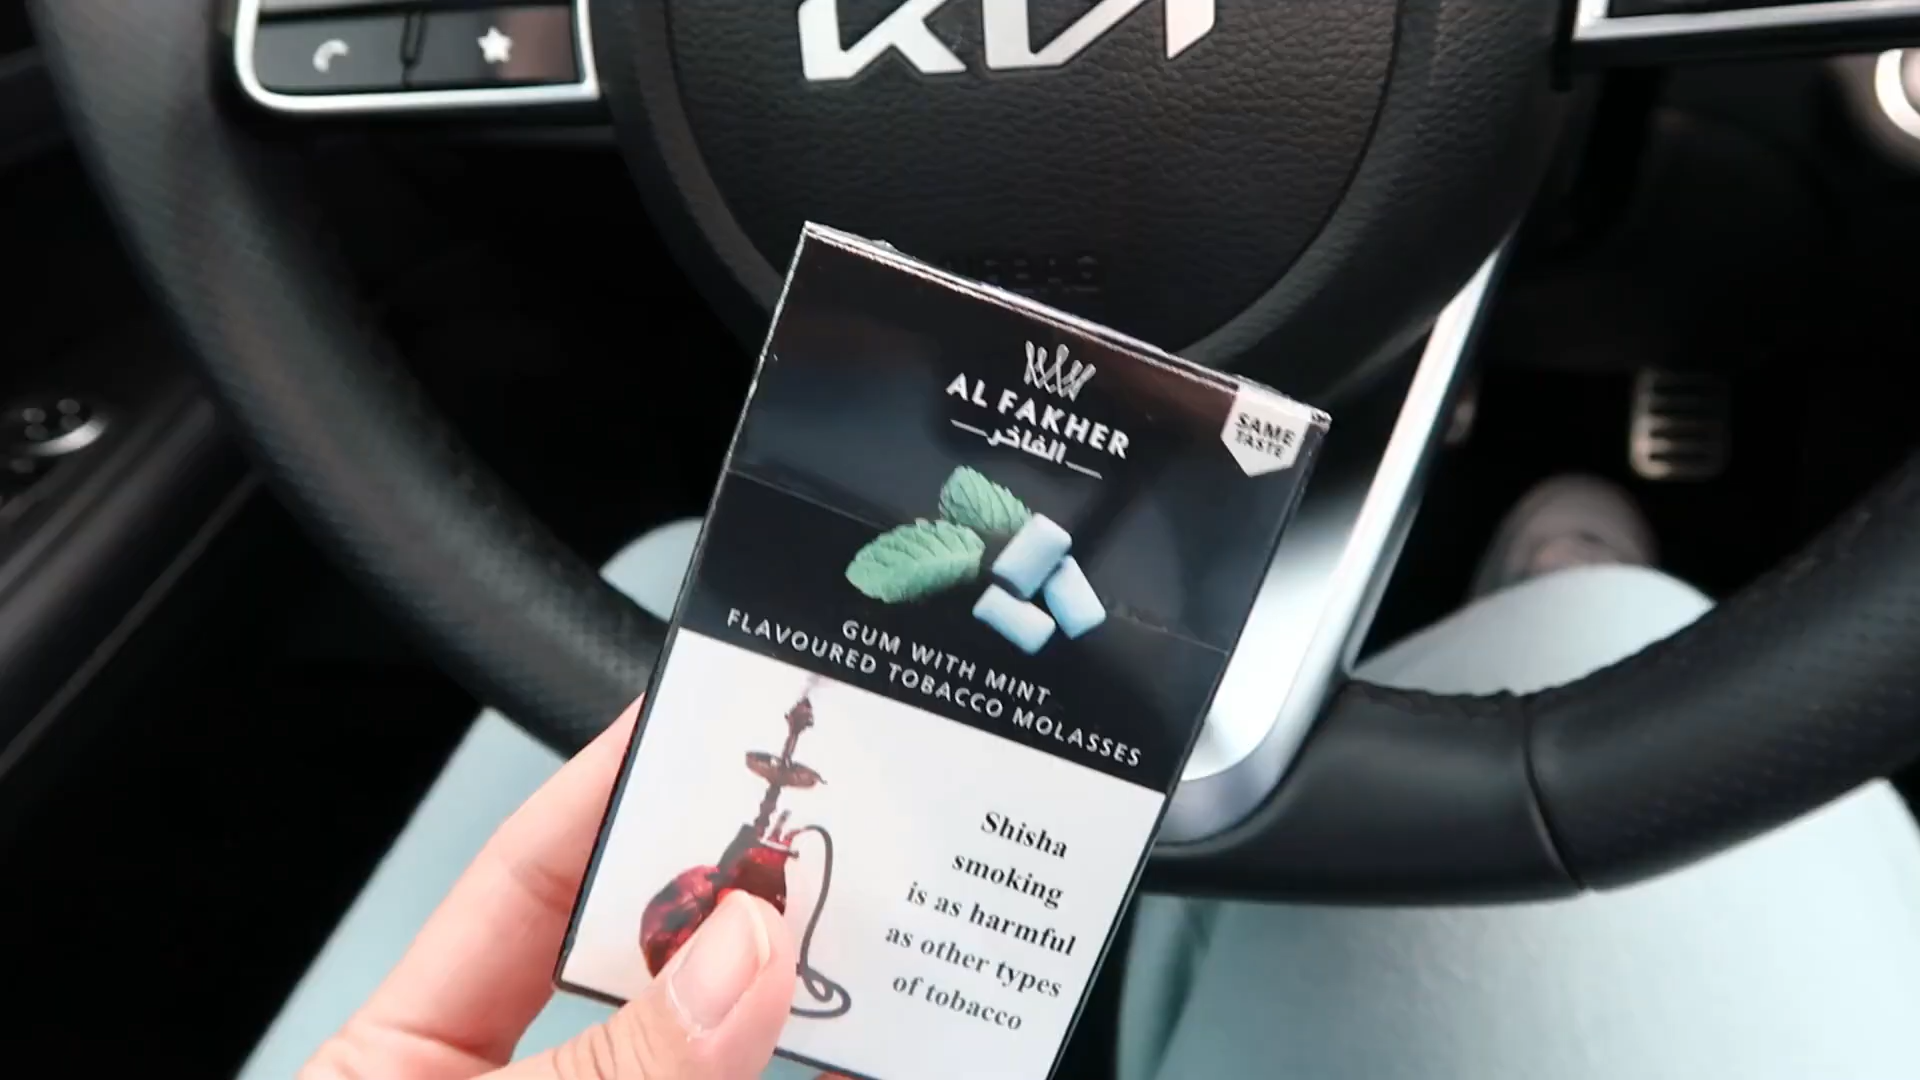 KIA
AL FAKHER
الفاخر
SAME
TASTE
GUM WITH MINT
FLAVOURED TOBACCO MOLASSES
Shisha
smoking
is as harmful
as other types
of tobacco